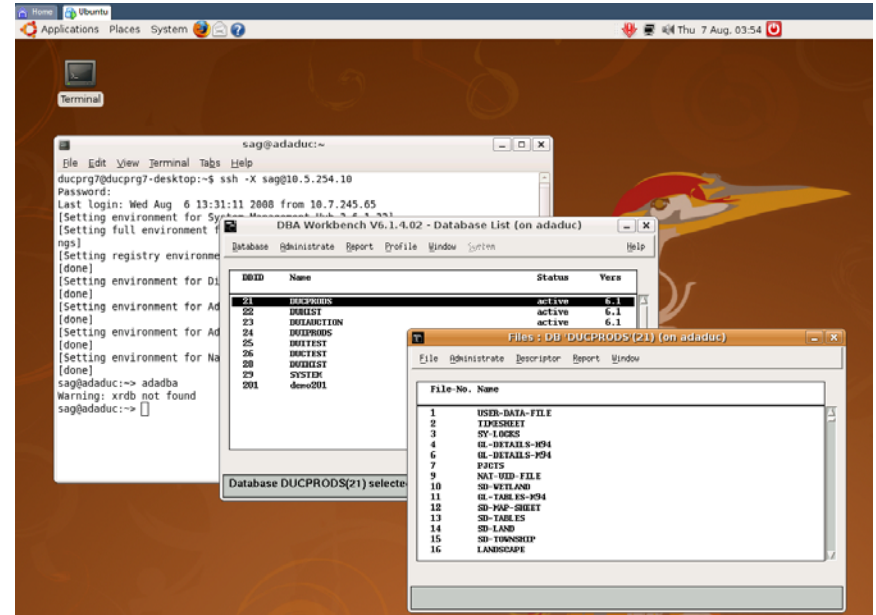 Home Ubuntu
Applications Places System Thu 7 Aug, 03:54
Terminal
sag@adaduc:~
File Edit View Terminal Tabs Help
ducprg7@ducprg7-desktop:~$ ssh -X sag@10.5.254.10
Password:
Last login: Wed Aug 6 13:31:11 2008 from 10.7.245.65
[Setting environment for System Management Hub
[Setting full environment f
ngs]
[Setting registry environme
[done]
[Setting environment for Di
[done]
[Setting environment for Ad
[done]
[Setting environment for Ad
[done]
[Setting environment for Na
[done]
sag@adaduc:~> adadba
Warning: xrdb not found
sag@adaduc:~>
DBA Workbench V6.1.4.02 - Database List (on adaduc)
Database Administrate Report Profile Window System Help
DBID Name Status Vers
21 DUCPRODS active 6.1
22 DUHIST active 6.1
23 DUIAUCTION active 6.1
24 DUIPRODS
25 DUITEST
26 DUCTEST
28 DUIHIST
29 SYSTEM
201 demo201
Database DUCPRODS(21) selecte
Files : DB DUCPRODS'(21) (on adaduc)
File Administrate Descriptor Report Window
File-No. Name
1 USER-DATA-FILE
2 TIMESHEET
3 SY-LOCKS
4 GL-DETAILS-M94
6 GL-DETAILS-M94
7 PJCTS
9 NAT-UID-FILE
10 SD-WETLAND
11 GL-TABLES-M94
12 SD-MAP-SHEET
13 SD-TABLES
14 SD-LAND
15 SD-TOWNSHIP
16 LANDSCAPE